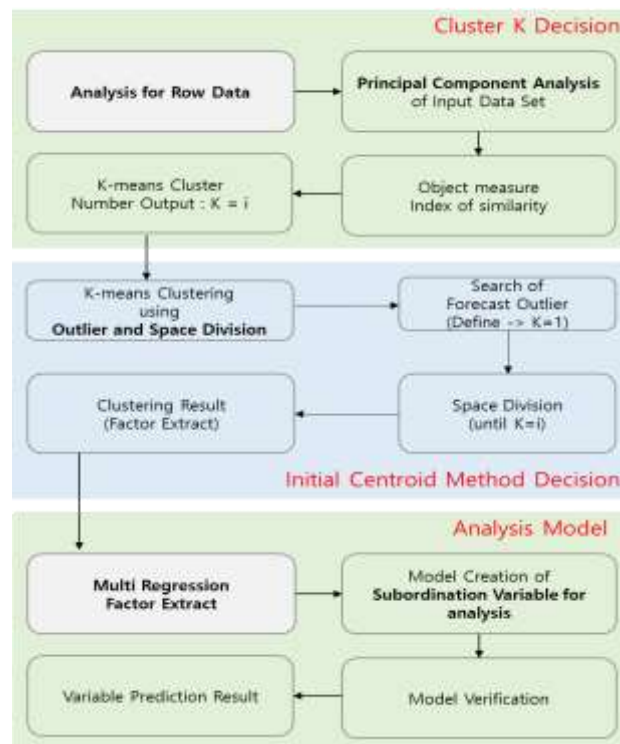 Cluster K Decision
Analysis for Row Data
Principal Component Analysis
of Input Data Set
K-means Cluster
Number Output : K = i
Object measure
Index of similarity
K-means Clustering
using
Outlier and Space Division
Search of
Forecast Outlier
(Define -> K=1)
Clustering Result
(Factor Extract)
Space Division
(until K=i)
Initial Centroid Method Decision
Analysis Model
Multi Regression
Factor Extract
Model Creation of
Subordination Variable for
analysis
Variable Prediction Result
Model Verification